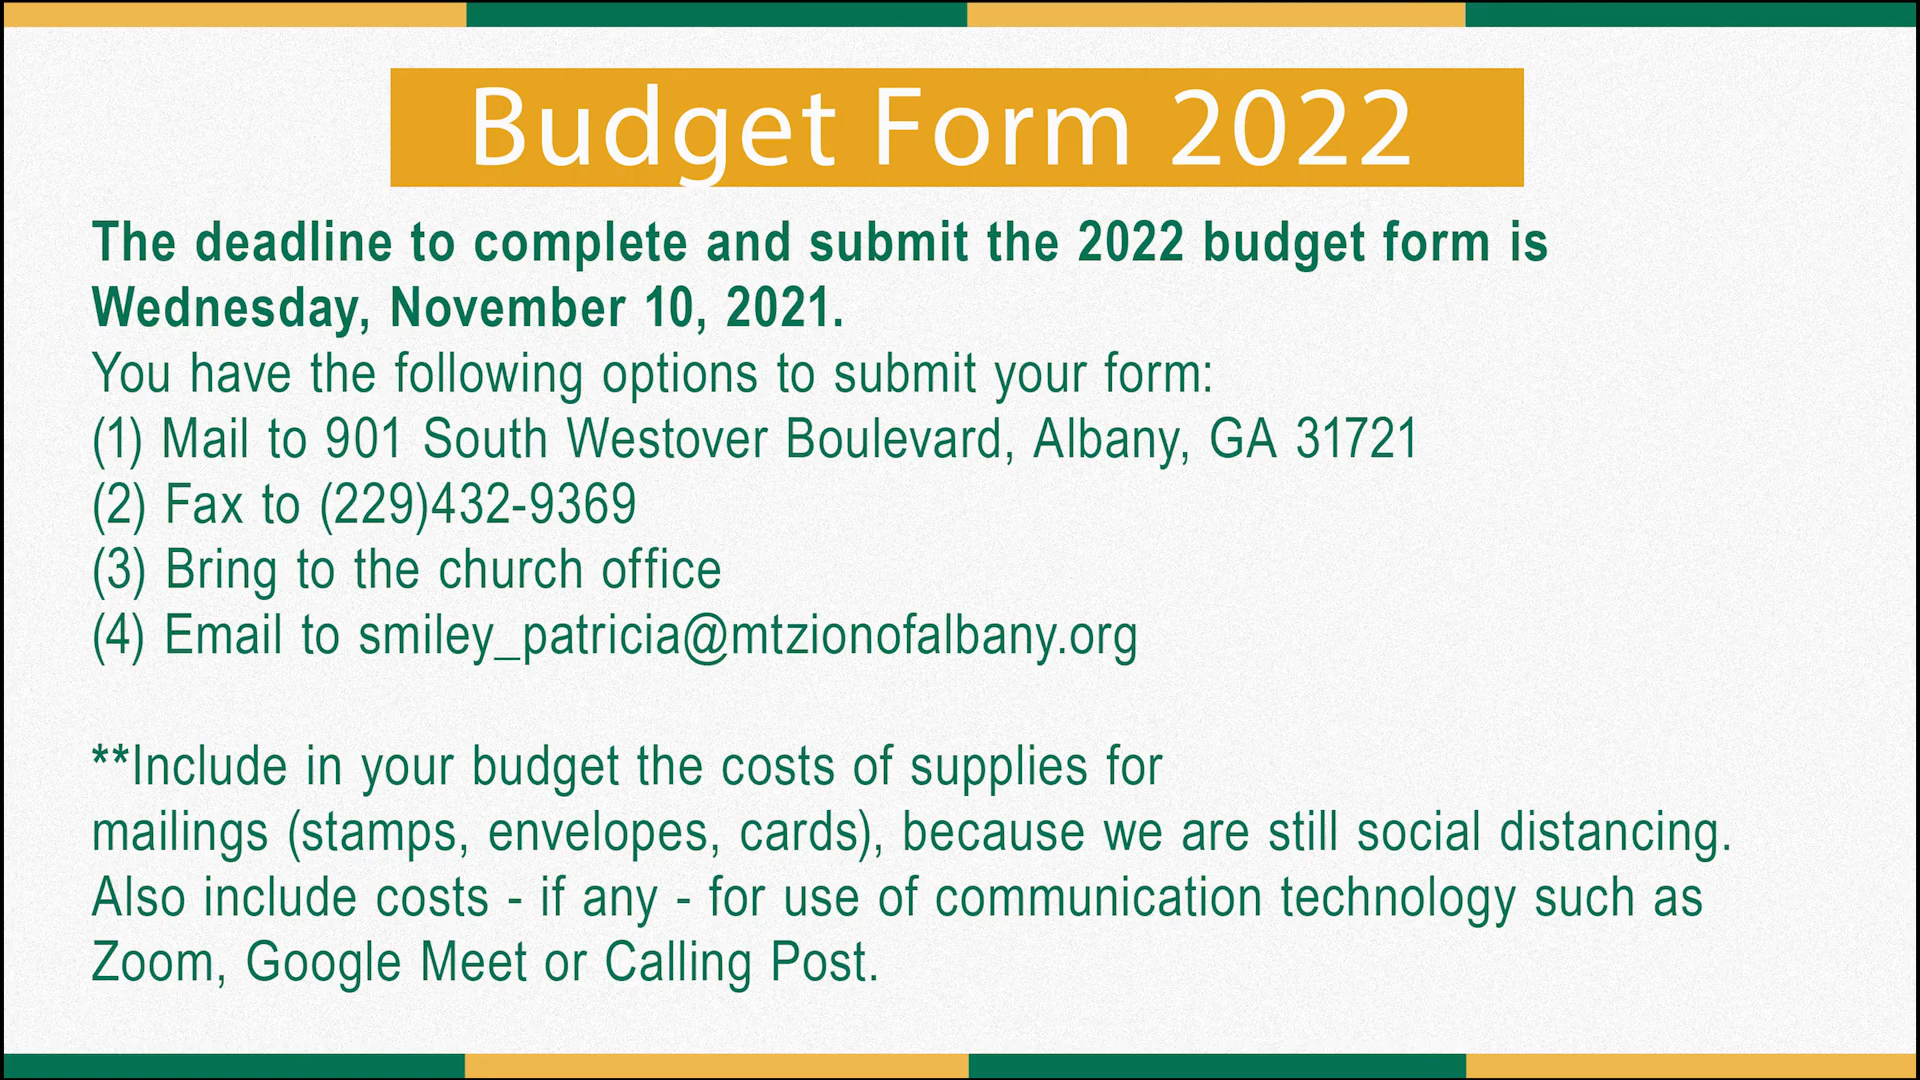 Budget Form 2022
The deadline to complete and submit the 2022 budget form is
Wednesday, November 10, 2021.
You have the following options to submit your form:
(1) Mail to 901 South Westover Boulevard, Albany, GA 31721
(2) Fax to (229)432-9369
(3) Bring to the church office
(4) Email to smiley_patricia@mtzionofalbany.org
**Include in your budget the costs of supplies for
mailings (stamps, envelopes, cards), because we are still social distancing.
Also include costs - if any - for use of communication technology such as
Zoom, Google Meet or Calling Post.